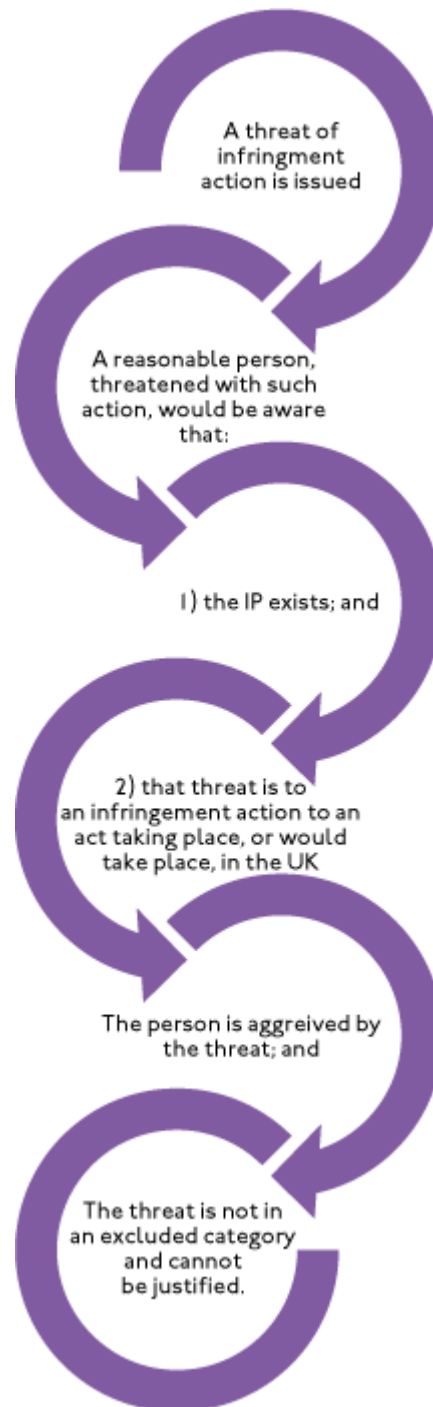 A threat of
infringment
action is issued
A reasonable person,
threatened with such
action, would be aware
that:
1) the IP exists; and
2) that threat is to
an infringement action to an
act taking place, or would
take place, in the UK
The person is aggreived by
the threat; and
The threat is not in
an excluded category
and cannot
be justified.